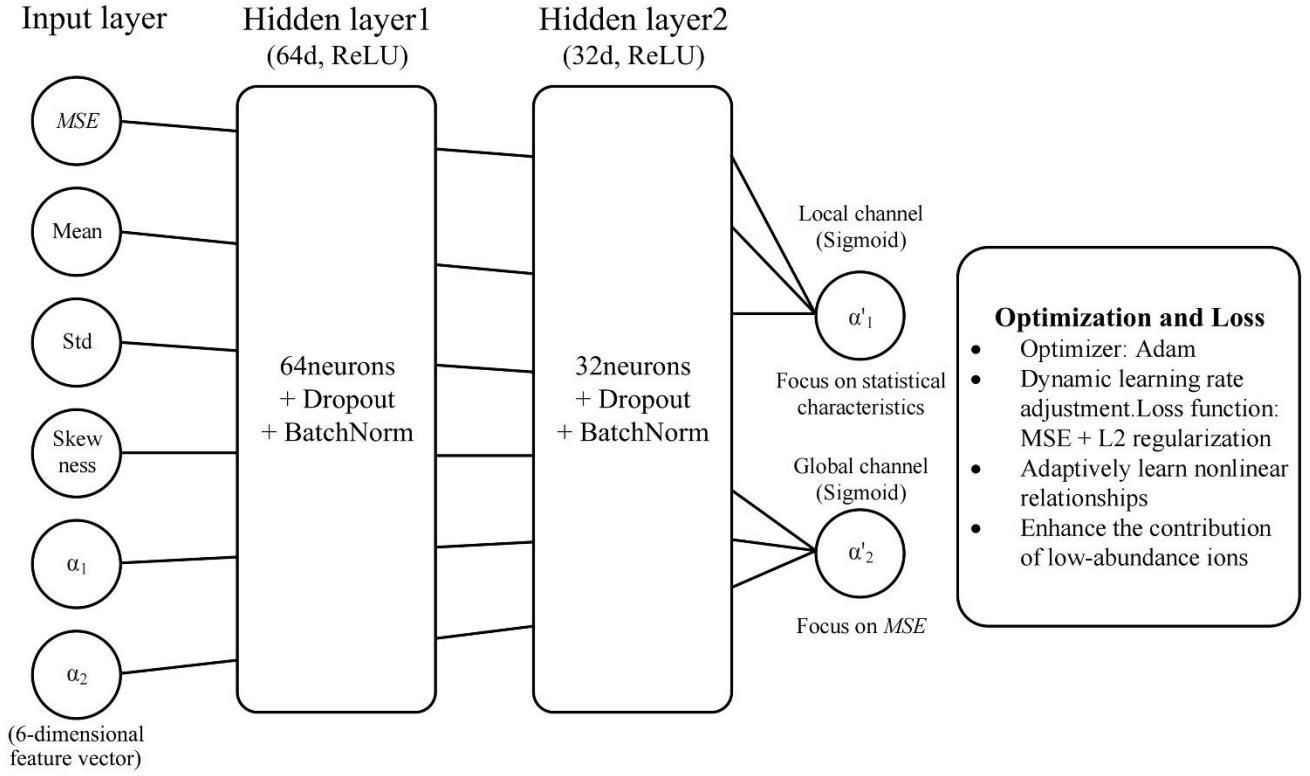 Input layer
MSE
Mean
Std
Skew
ness
α₁
α₂
(6-dimensional
feature vector)
Hidden layer1
(64d, ReLU)
64neurons
+ Dropout
+ BatchNorm
Hidden layer2
(32d, ReLU)
32neurons
+ Dropout
+ BatchNorm
Local channel
(Sigmoid)
α'₁
Focus on statistical
characteristics
Global channel
(Sigmoid)
α'₂
Focus on MSE
Optimization and Loss
• Optimizer: Adam
• Dynamic learning rate
adjustment.Loss function:
MSE + L2 regularization
• Adaptively learn nonlinear
relationships
• Enhance the contribution
of low-abundance ions